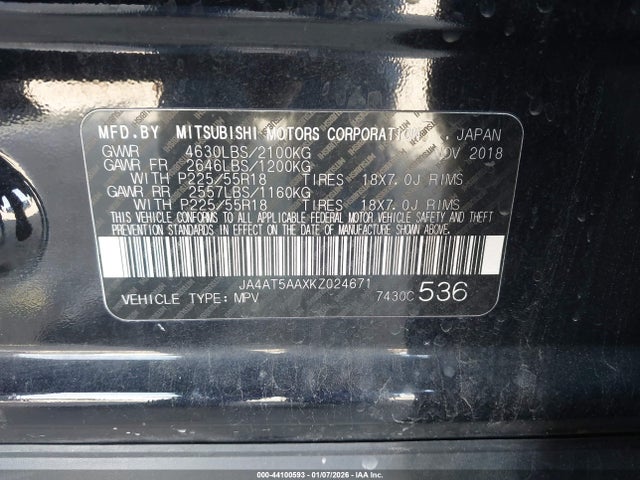 MFD.BY MITSUBISHI MOTORS CORPORATION , JAPAN
GVWR 4630LBS/2100KG NOV 2018
GAWR FR 2646LBS/1200KG
WITH P225/55R18 TIRES 18X7.0J RIMS
GAWR RR 2557LBS/1160KG
WITH P225/55R18 TIRES 18X7.0J RIMS
THIS VEHICLE CONFORMS TO ALL APPLICABLE FEDERAL MOTOR VEHICLE SAFETY AND THEFT
PREVENTION STANDARDS IN EFFECT ON THE DATE OF MANUFACTURE SHOWN ABOVE.
JA4AT5AAXKZ024671
VEHICLE TYPE: MPV 7430C 536
000-44100593 - 01/07/2026 - IAA Inc.